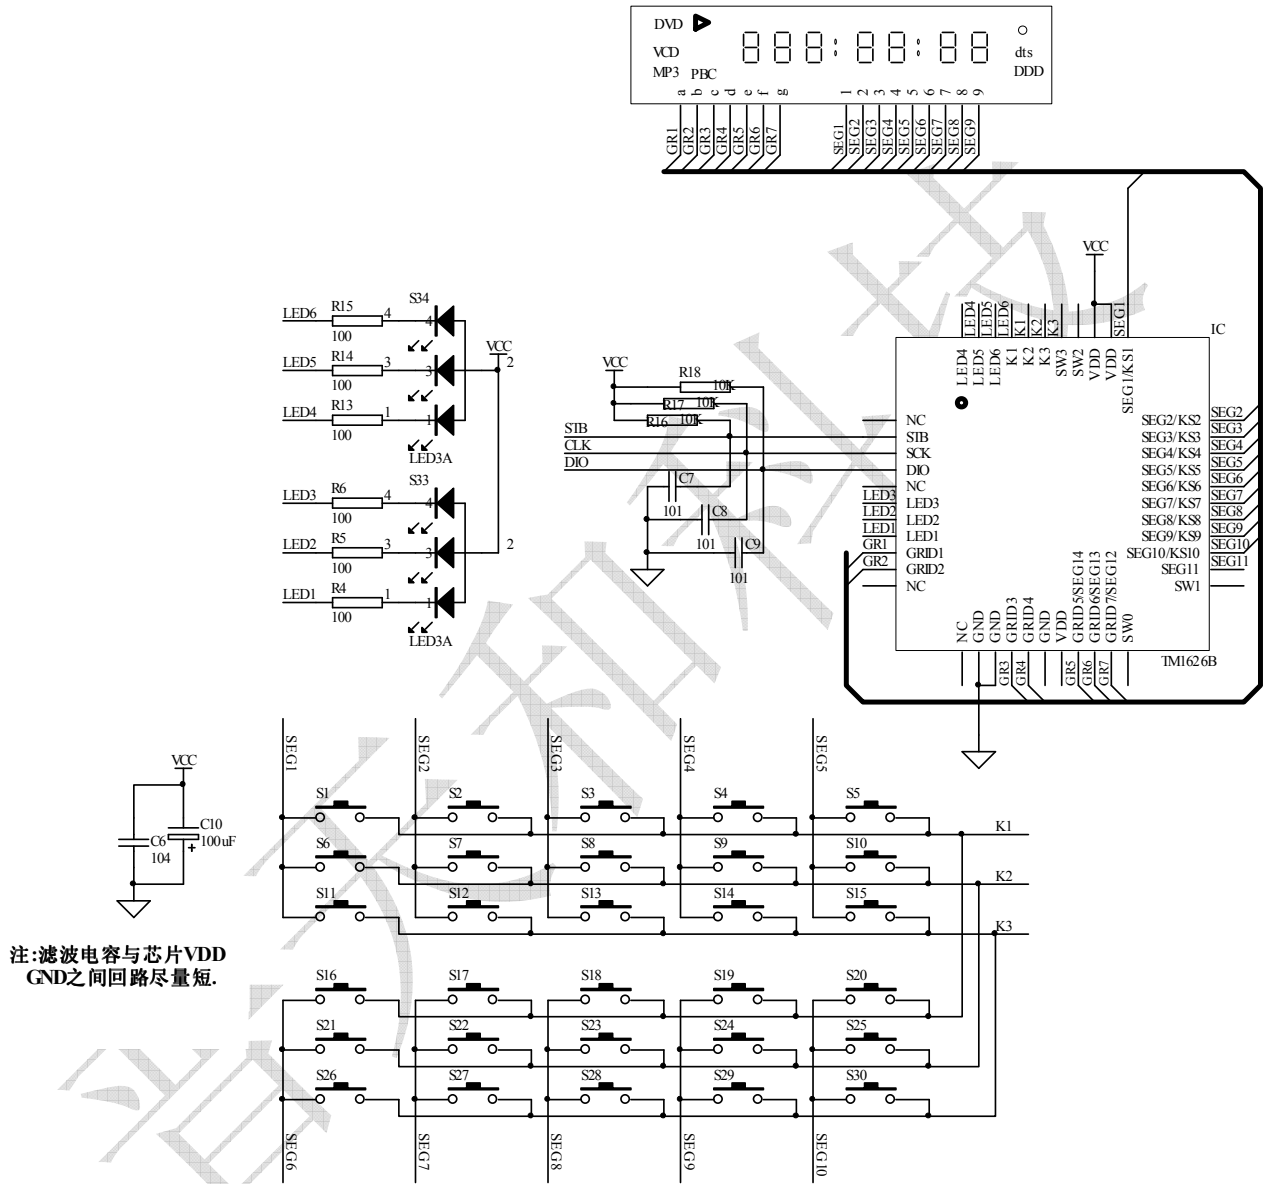 DVD
VCD
MP3 PBC
dts
DDD
a b c d e f g 1 2 3 4 5 6 7 8 9
GR1 GR2 GR3 GR4 GR5 GR6 GR7 SEG1 SEG2 SEG3 SEG4 SEG5 SEG6 SEG7 SEG8 SEG9
VCC
LED4 LED5 LED6 K1 K2 K3 SEG1
IC
LED4 LED5 LED6 K1 K2 K3 SW3 SW2 VDD VDD SEG1/KS1
LED6 R15 100 4 S34 4
LED5 R14 100 3 3 VCC 2
LED4 R13 100 1 1 LED3A
LED3 R6 100 4 S33 4
LED2 R5 100 3 3 2
LED1 R4 100 1 1 LED3A
VCC
R18 10K
R17 10K
R16 10K
STB
CLK
DIO
C7 101
C8 101
C9 101
LED3
LED2
LED1
GR1
GR2
NC
STB
SCK
DIO
NC
LED3
LED2
LED1
GRID1
GRID2
NC
SEG2/KS2 SEG2
SEG3/KS3 SEG3
SEG4/KS4 SEG4
SEG5/KS5 SEG5
SEG6/KS6 SEG6
SEG7/KS7 SEG7
SEG8/KS8 SEG8
SEG9/KS9 SEG9
SEG10/KS10 SEG10
SEG11 SEG11
SW1
NC GND GND GRID3 GRID4 GND VDD GRID5/SEG14 GRID6SEG13 GRID7/SEG12 SW0
TM1626B
GR3 GR4 GR5 GR6 GR7
SEG1 SEG2 SEG3 SEG4 SEG5
VCC
C6 104
C10 100uF
+
S1 S2 S3 S4 S5 K1
S6 S7 S8 S9 S10 K2
S11 S12 S13 S14 S15 K3
注:滤波电容与芯片VDD
GND之间回路尽量短.
S16 S17 S18 S19 S20
S21 S22 S23 S24 S25
S26 S27 S28 S29 S30
SEG6 SEG7 SEG8 SEG9 SEG10